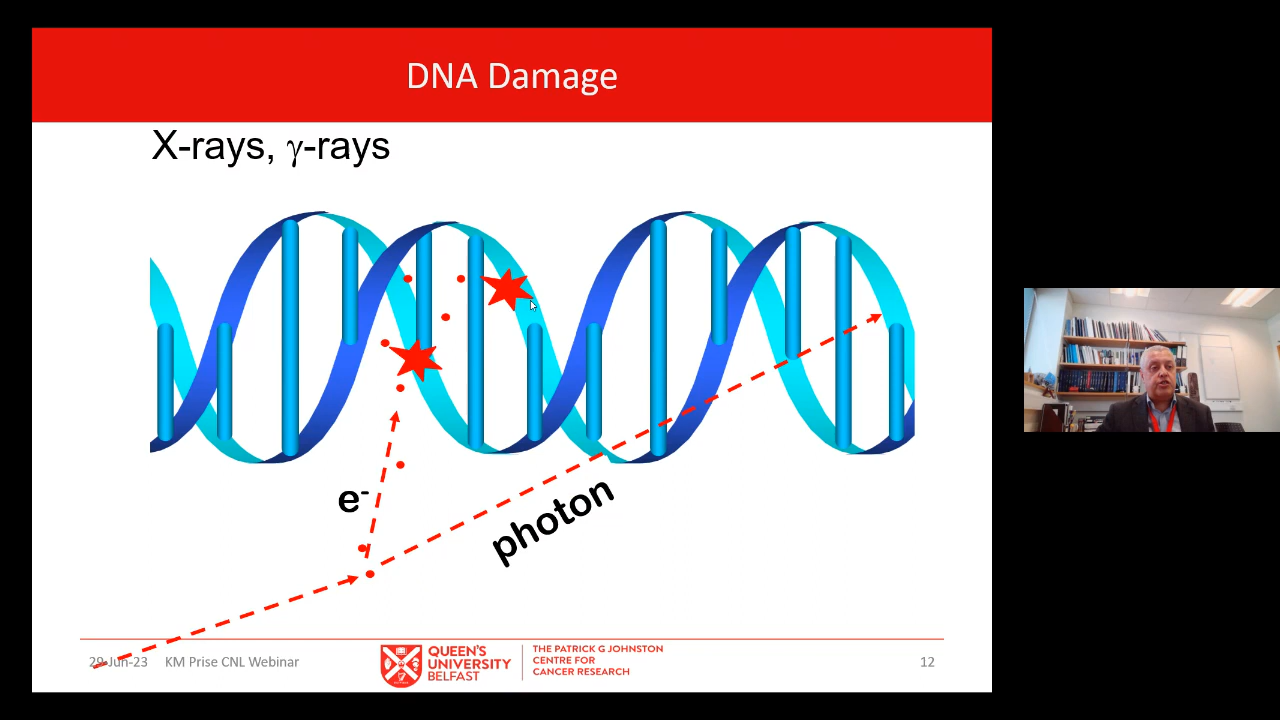 DNA Damage
X-rays, γ-rays
e-
photon
29-Jun-23 KM Prise CNL Webinar
QUEEN'S
UNIVERSITY
BELFAST
THE PATRICK G JOHNSTON
CENTRE FOR
CANCER RESEARCH
12